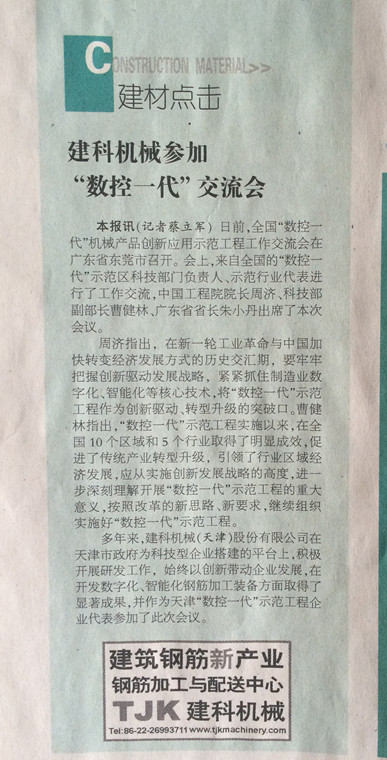 CONSTRUCTION MATERIAL>>
建材点击
建科机械参加
“数控一代”交流会
本报讯(记者蔡立军) 日前,全国“数控一
代”机械产品创新应用示范工程工作交流会在
广东省东莞市召开。会上,来自全国的“数控一
代”示范区科技部门负责人、示范行业代表进
行了工作交流,中国工程院院长周济、科技部
副部长曹健林、广东省省长朱小丹出席了本次
会议。
周济指出，在新一轮工业革命与中国加
快转变经济发展方式的历史交汇期，要牢牢
把握创新驱动发展战略，紧紧抓住制造业数
字化、智能化等核心技术,将“数控一代”示范
工程作为创新驱动、转型升级的突破口。曹健
林指出,“数控一代”示范工程实施以来,在全
国 10 个区域和 5 个行业取得了明显成效,促
进了传统产业转型升级，引领了行业区域经
济发展,应从实施创新发展战略的高度,进一
步深刻理解开展“数控一代”示范工程的重大
意义,按照改革的新思路、新要求,继续组织
实施好“数控一代”示范工程。
多年来,建科机械(天津)股份有限公司在
天津市政府为科技型企业搭建的平台上,积极
开展研发工作，始终以创新带动企业发展,在
开发数字化、智能化钢筋加工装备方面取得了
显著成果,并作为天津“数控一代”示范工程企
业代表参加了此次会议。
建筑钢筋新产业
钢筋加工与配送中心
TJK 建科机械
Tel:86-22-26993711 www.tjkmachinery.com